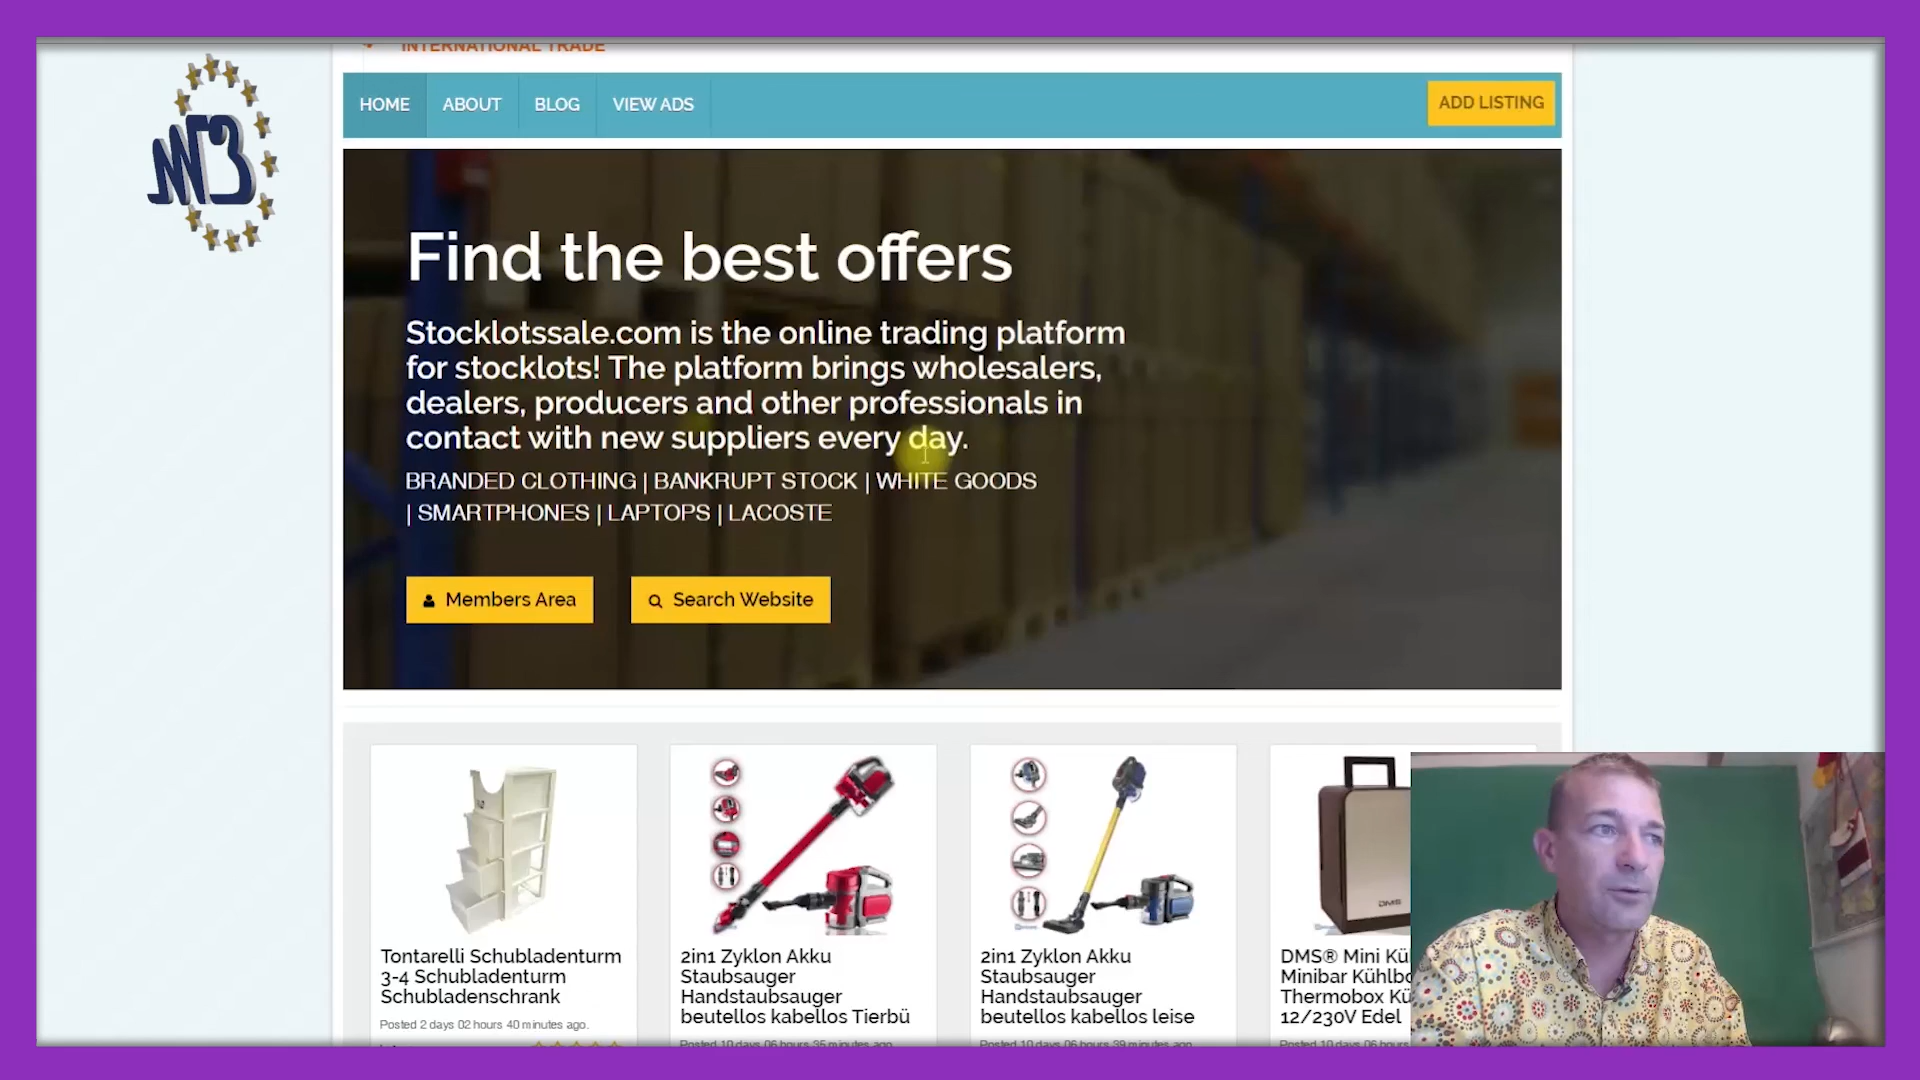 INTERNATIONAL TRADE
HOME ABOUT BLOG VIEW ADS ADD LISTING
Find the best offers
Stocklotssale.com is the online trading platform
for stocklots! The platform brings wholesalers,
dealers, producers and other professionals in
contact with new suppliers every day.
BRANDED CLOTHING | BANKRUPT STOCK | WHITE GOODS
| SMARTPHONES | LAPTOPS | LACOSTE
Members Area Search Website
DMS
Tontarelli Schubladenturm
3-4 Schubladenturm
Schubladenschrank
Posted 2 days 02 hours 40 minutes ago.
2in1 Zyklon Akku
Staubsauger
Handstaubsauger
beutellos kabellos Tierbü
Posted 10 days 06 hours 35 minutes ago
2in1 Zyklon Akku
Staubsauger
Handstaubsauger
beutellos kabellos leise
Posted 10 days 06 hours 39 minutes ago
DMS® Mini Kü
Minibar Kühlbo
Thermobox Kü
12/230V Edel
Posted 10 days 06 hours